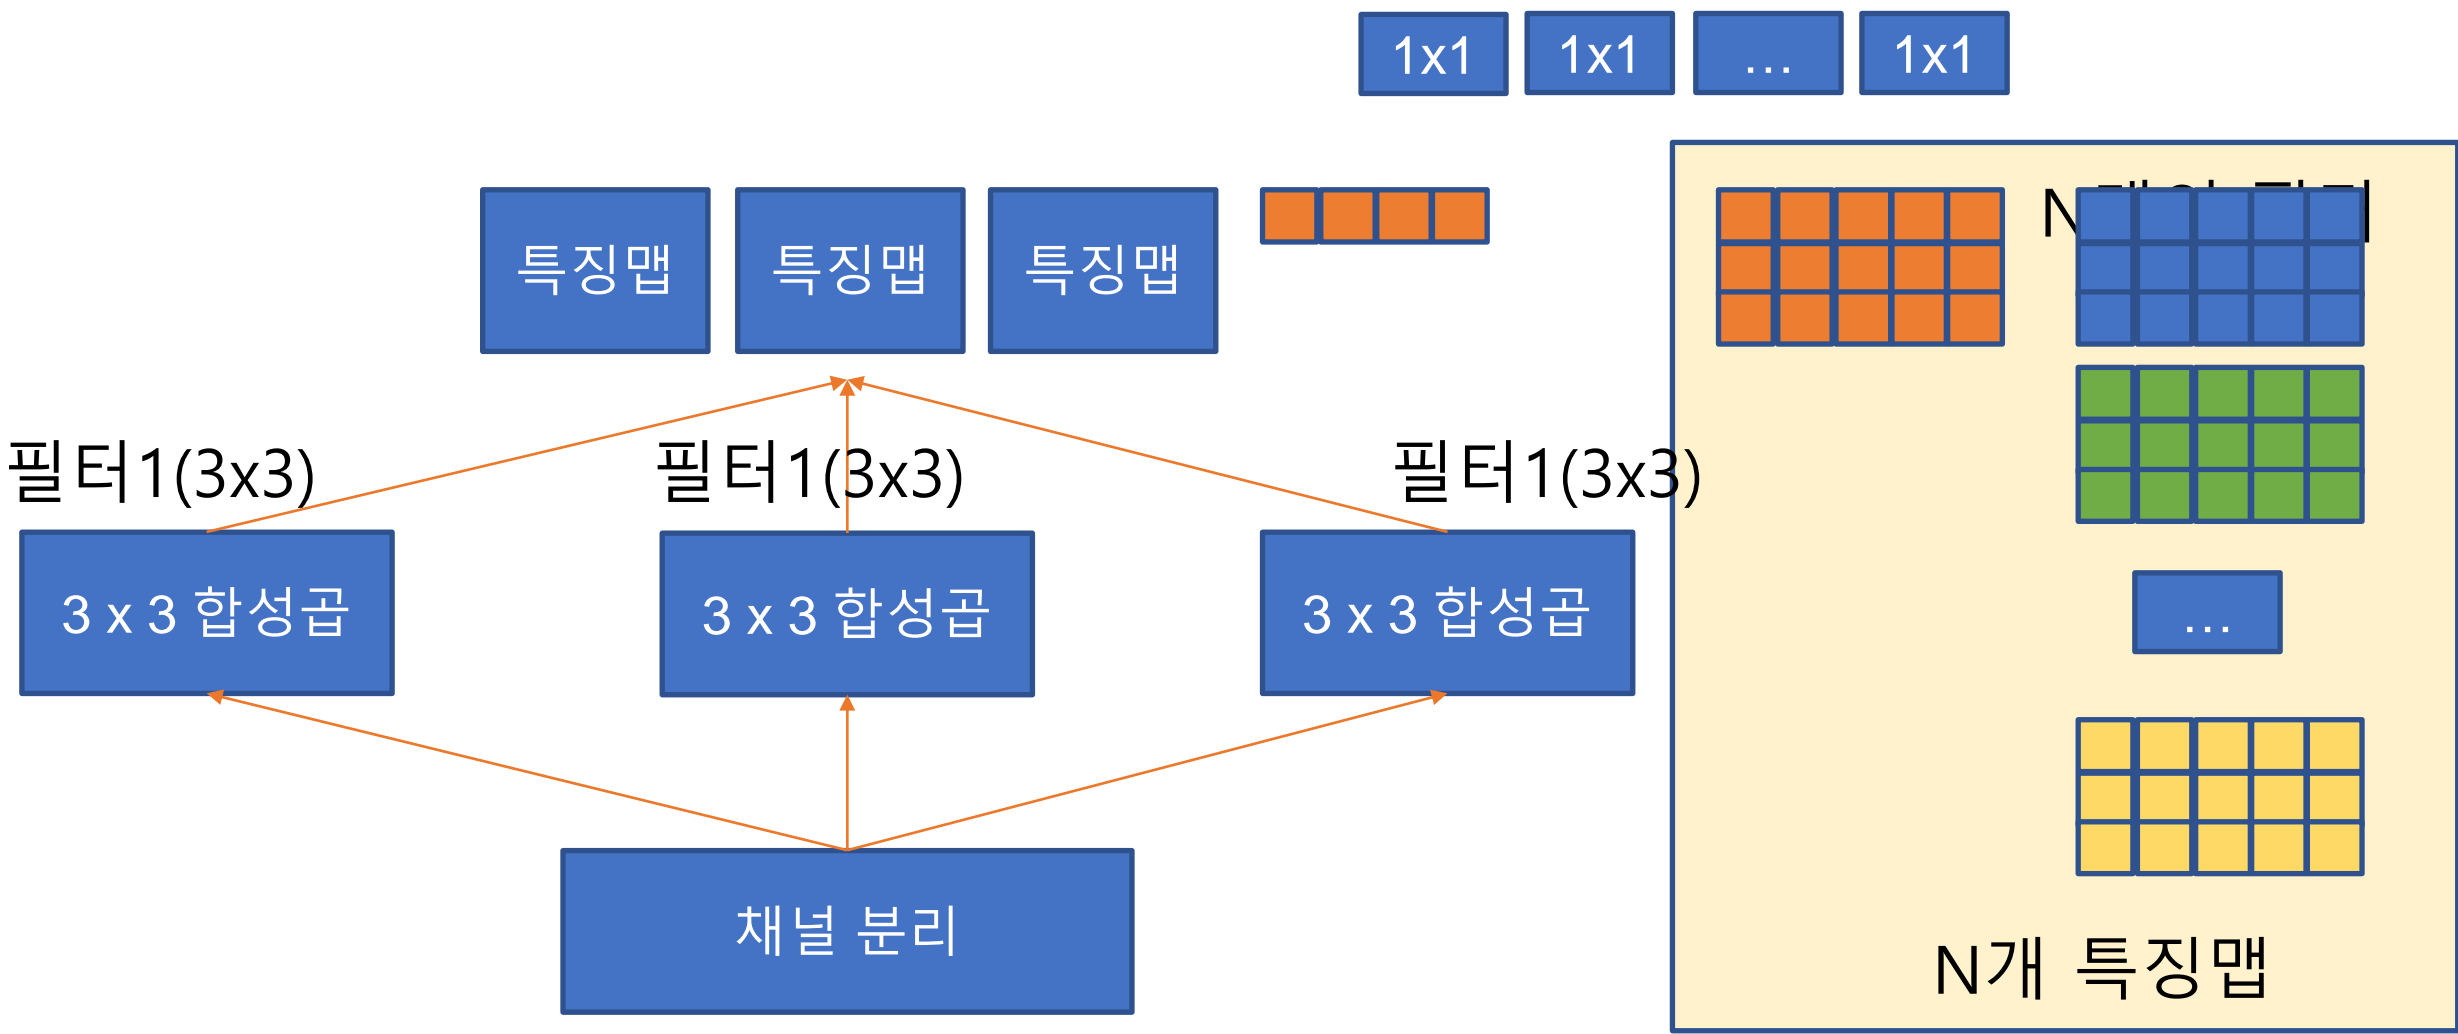 1x1 1x1 ... 1x1
N
특징맵 특징맵 특징맵
필터1(3x3) 필터1(3x3) 필터1(3x3)
3 x 3 합성곱 3 x 3 합성곱 3 x 3 합성곱
...
채널 분리
N개 특징맵